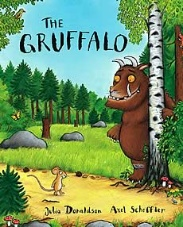 THE
GRUFFALO
Julia Donaldson Axel Scheffler